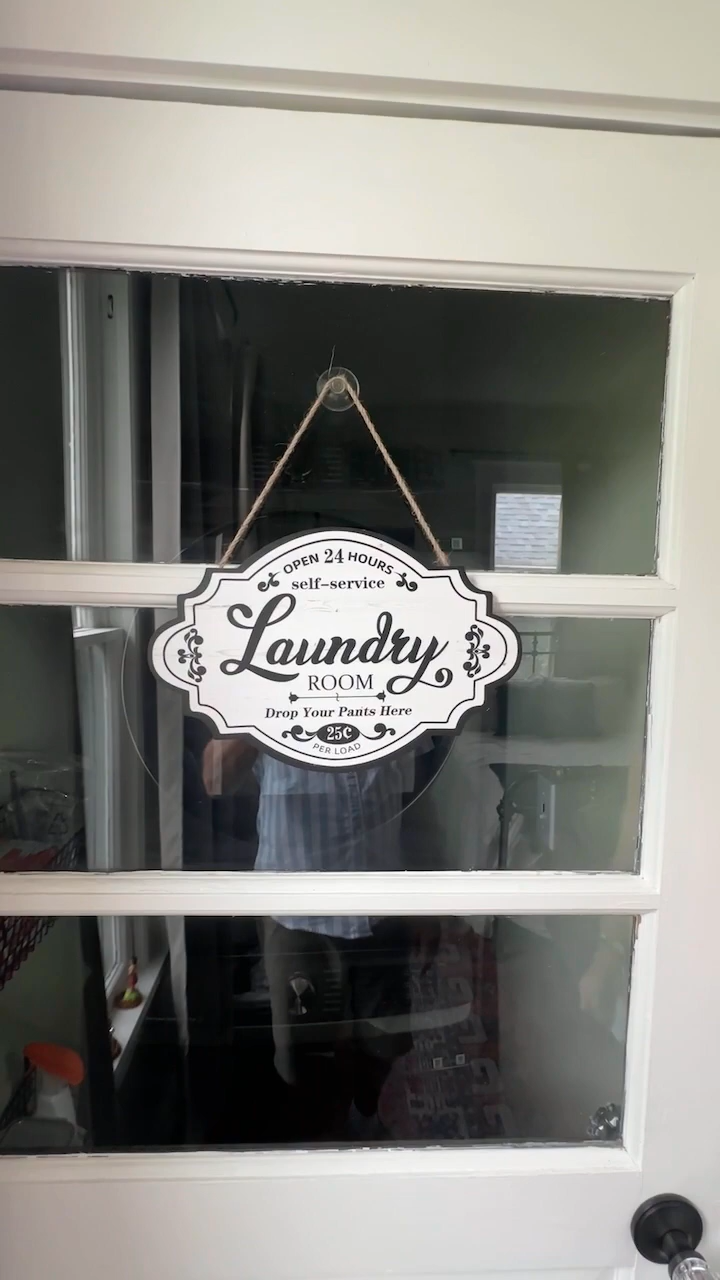 OPEN 24 HOURS
self-service
Laundry
ROOM
Drop Your Pants Here
25¢
PER LOAD